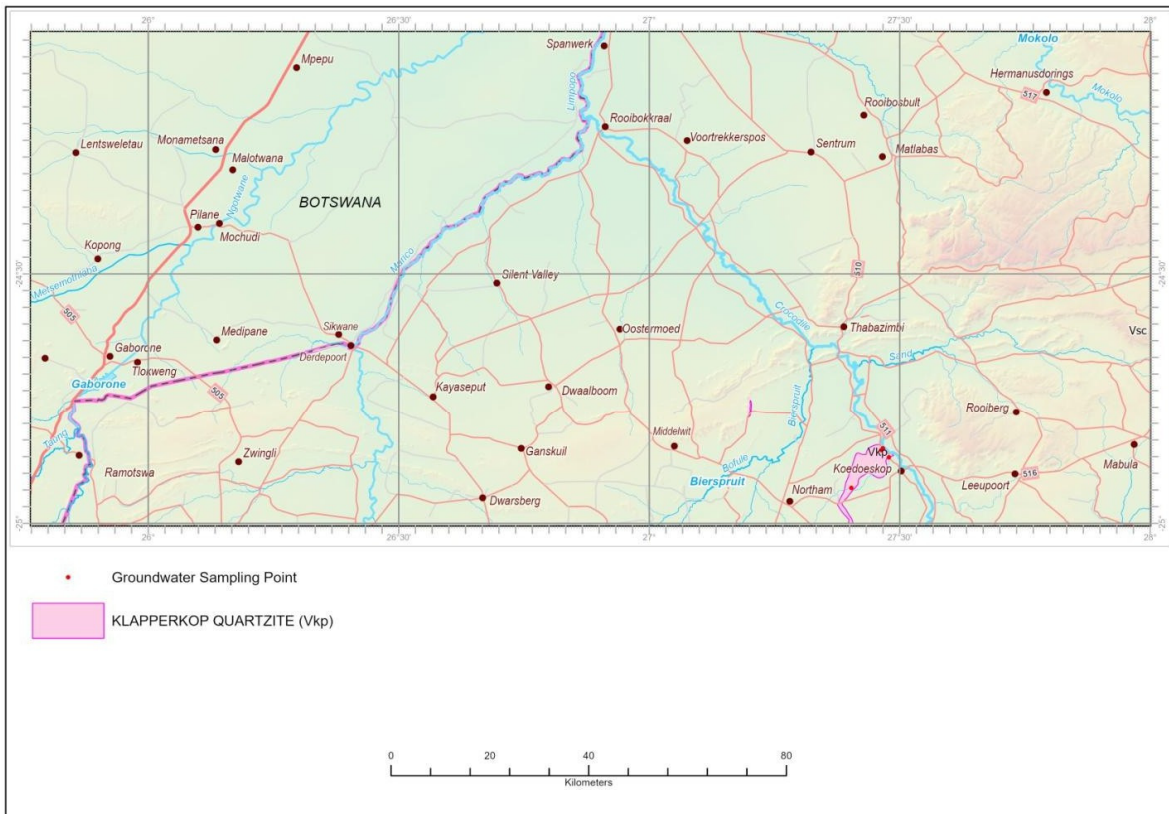 26°
26°30'
27°
27°30'
28°
Spanwerk
Mokolo
Mpepu
Hermanusdorings
Limpopo
517
Mokolo
Rooibosbult
Rooibokkraal
Monametsana
Voortrekkerspos
Sentrum
Matlabas
Lentsweletau
Malotwana
Ngotwane
BOTSWANA
Pilane
Mochudi
Kopong
Marico
510
-24°30'
-24°30'
Metsemotlhaba
Silent Valley
Crocodile
505
Sikwane
Oostermoed
Thabazimbi
Vsc
Medipane
Derdepoort
Gaborone
Tlokweng
Sand
Gaborone
505
Kayaseput
Dwaalboom
Bierspruit
Rooiberg
511
Taung
Middelwit
Zwingli
Ganskuil
Vkp
Mabula
Ramotswa
Bofule
Koedoeskop
516
Bierspruit
Leeupoort
Dwarsberg
Northam
-25°
-25°
26°
26°30'
27°
27°30'
28°
Groundwater Sampling Point
KLAPPERKOP QUARTZITE (Vkp)
0 20 40 60 80
Kilometers